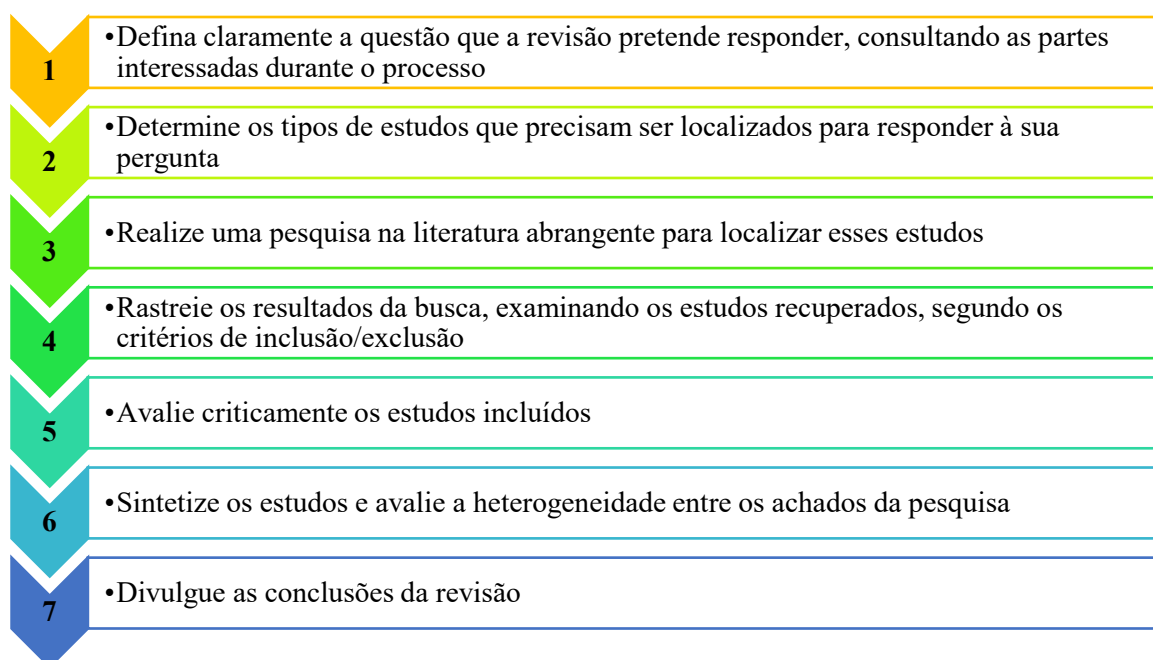 1
•Defina claramente a questão que a revisão pretende responder, consultando as partes
interessadas durante o processo
2
•Determine os tipos de estudos que precisam ser localizados para responder à sua
pergunta
3
•Realize uma pesquisa na literatura abrangente para localizar esses estudos
4
•Rastreie os resultados da busca, examinando os estudos recuperados, segundo os
critérios de inclusão/exclusão
5
•Avalie criticamente os estudos incluídos
6
•Sintetize os estudos e avalie a heterogeneidade entre os achados da pesquisa
7
•Divulgue as conclusões da revisão